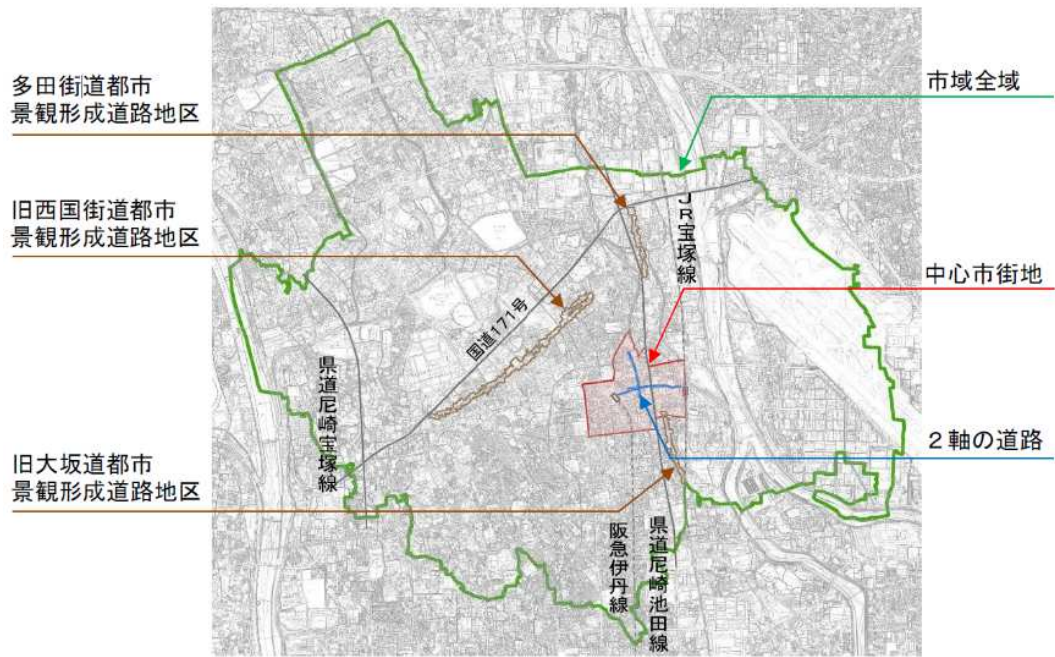 多田街道都市
景観形成道路地区
旧西国街道都市
景観形成道路地区
旧大坂道都市
景観形成道路地区
市域全域
中心市街地
2軸の道路
JR宝塚線
国道171号
県道尼崎宝塚線
阪急伊丹線
県道尼崎池田線